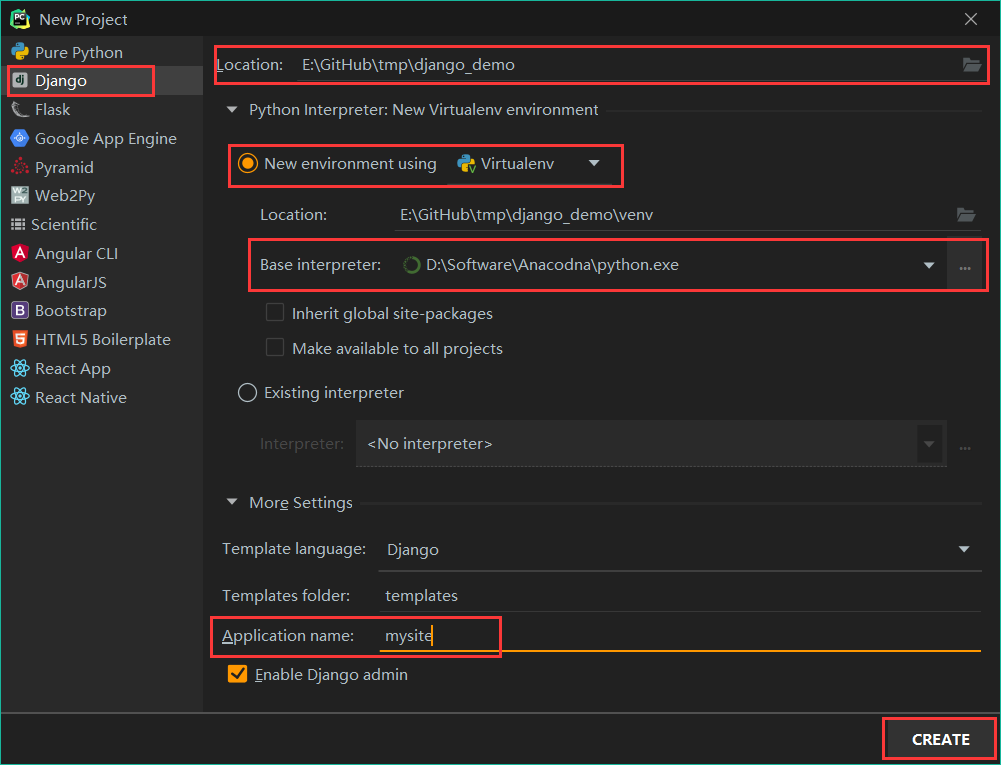 New Project
Pure Python
Django
Flask
Google App Engine
Pyramid
Web2Py
Scientific
Angular CLI
AngularJS
Bootstrap
HTML5 Boilerplate
React App
React Native
Location: E:\GitHub\tmp\django_demo
Python Interpreter: New Virtualenv environment
New environment using Virtualenv
Location: E:\GitHub\tmp\django_demo\venv
Base interpreter: D:\Software\Anacodna\python.exe ...
Inherit global site-packages
Make available to all projects
Existing interpreter
Interpreter: <No interpreter> ...
More Settings
Template language: Django
Templates folder: templates
Application name: mysite
Enable Django admin
CREATE